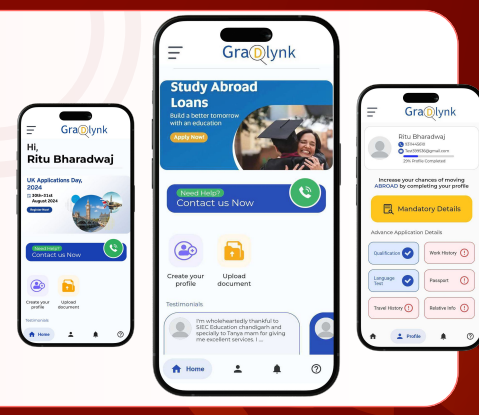 GraDlynk
Hi,
Ritu Bharadwaj
UK Applications Day,
2024
20th-31st
August 2024
Register Now!
Need Help?
Contact us Now
Create your
profile
Upload
document
Testimonials
Home
GraDlynk
Study Abroad
Loans
Build a better tomorrow
with an education
Apply Now!
Need Help?
Contact us Now
Create your
profile
Upload
document
Testimonials
I'm wholeheartedly thankful to
SIEC Education chandigarh and
specially to Tanya mam for giving
me excellent services. I ...
Home
GraDlynk
Ritu Bharadwaj
29% Profile Completed
Increase your chances of moving
ABROAD by completing your profile
Mandatory Details
Advance Application
Details
Qualification
Work History
Language
Test
Passport
Travel History
Relative Info
Profile